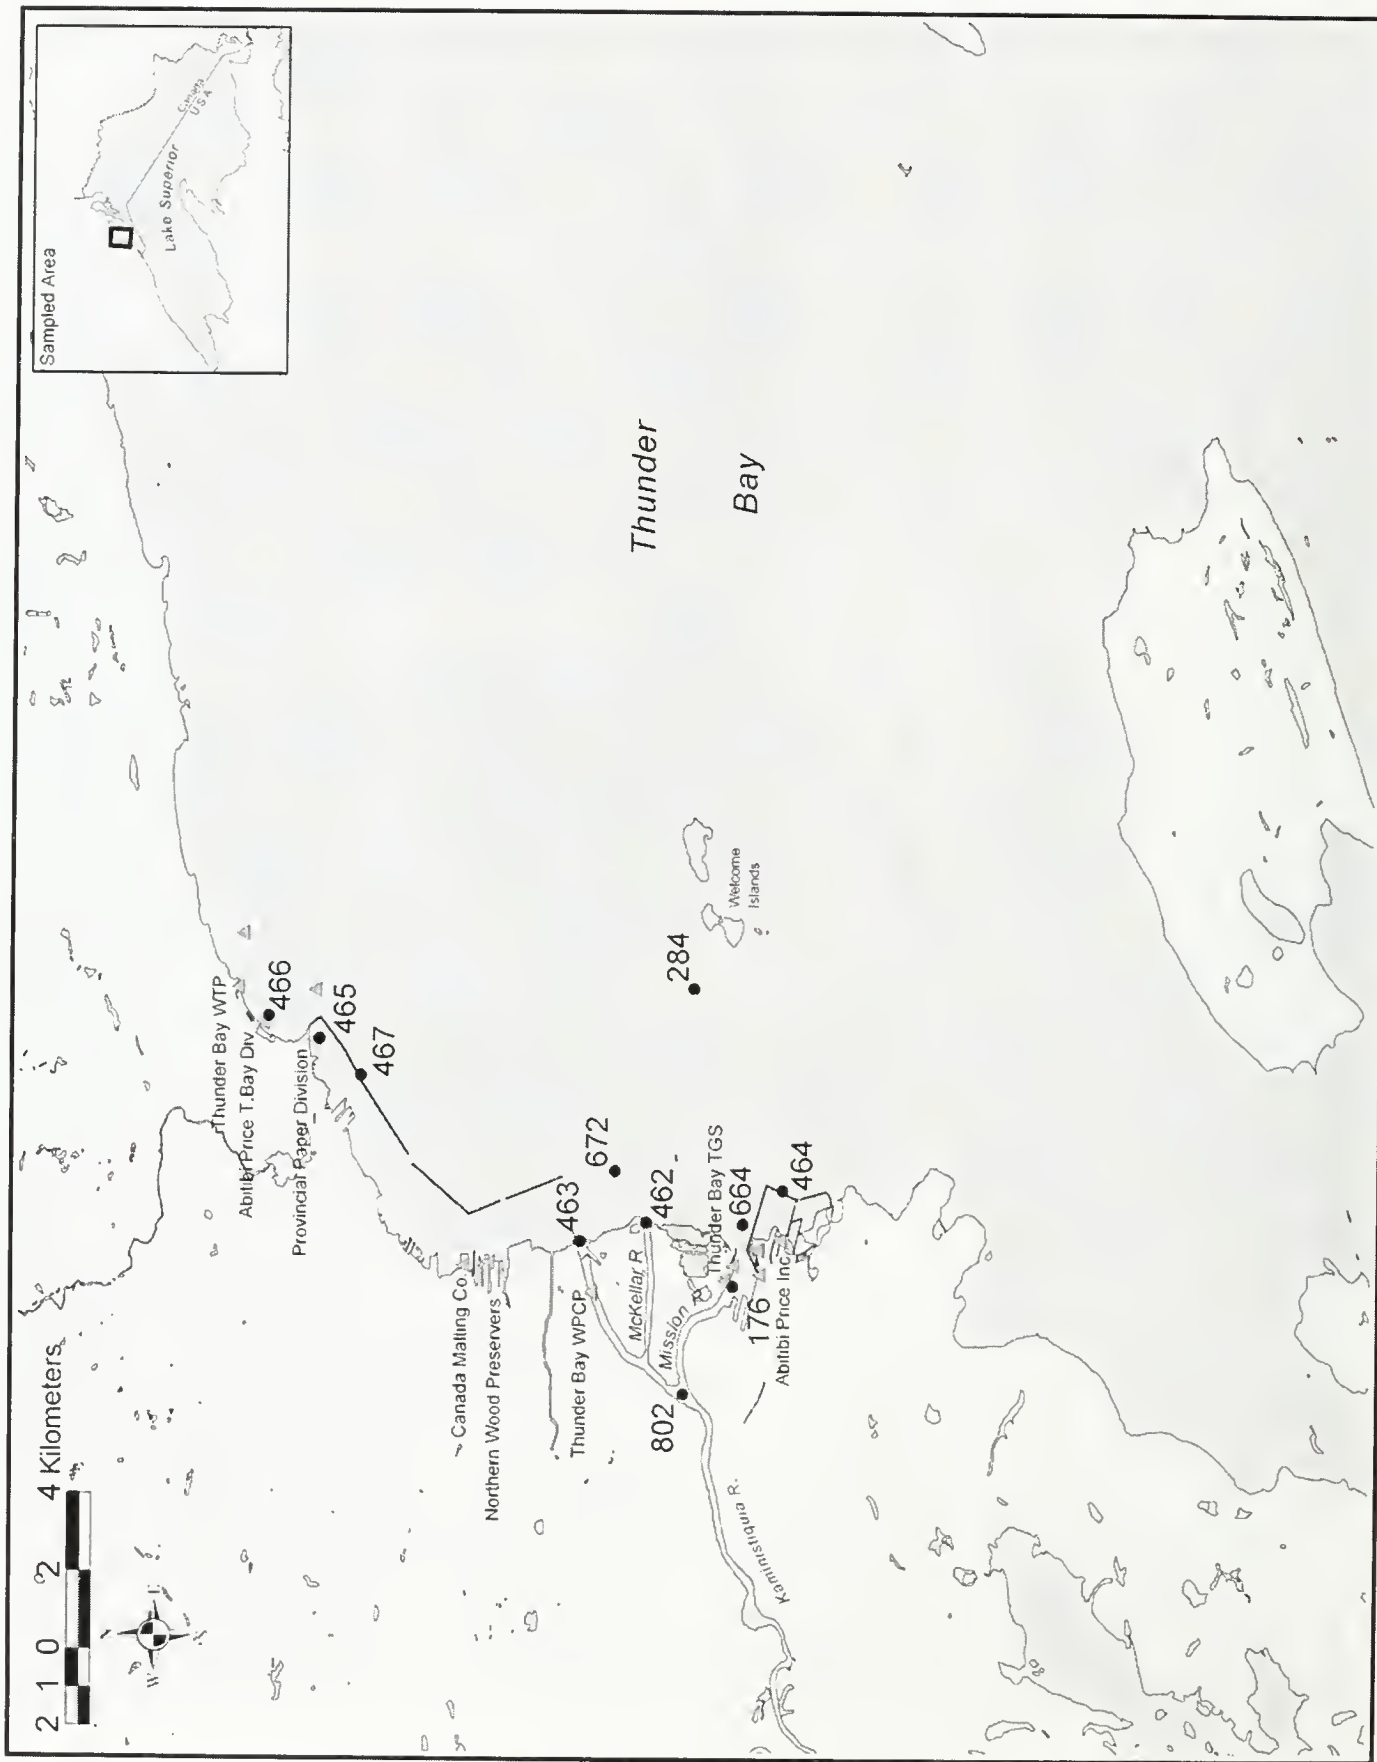 Sampled Area
Canada
USA
Lake Superior
Thunder
Bay
Welcome
Islands
284
Thunder Bay WTP
466
Abitibi Price T.Bay Div.
465
Provincial Paper Division
467
672
463
462
Thunder Bay TGS
664
464
Canada Malting Co.
Northern Wood Preservers
Thunder Bay WPCP
McKellar R
Mission R
176
Abitibi Price Inc.
802
Kaministiquia R.
2 1 0 2 4 Kilometers
N
W
E
S